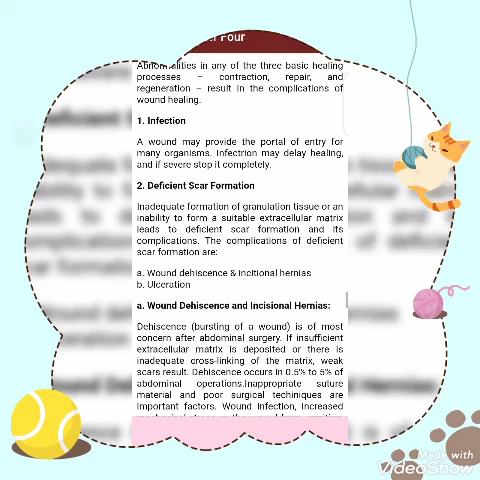 Four
Abnormalities in any of the three basic healing
processes – contraction, repair, and
regeneration – result in the complications of
wound healing.
1. Infection
A wound may provide the portal of entry for
many organisms. Infectrion may delay healing,
and if severe stop it completely.
2. Deficient Scar Formation
Inadequate formation of granulation tissue or an
inability to form a suitable extracellular matrix
leads to deficient scar formation and its
complications. The complications of deficient
scar formation are:
a. Wound dehiscence & incitional hernias
b. Ulceration
a. Wound Dehiscence and Incisional Hernias:
Dehiscence (bursting of a wound) is of most
concern after abdominal surgery. If insufficient
extracellular matrix is deposited or there is
inadequate cross-linking of the matrix, weak
scars result. Dehiscence occurs in 0.5% to 5% of
abdominal operations.Inappropriate suture
material and poor surgical techiniques are
important factors. Wound Infection, increased
Made with
VideoShow